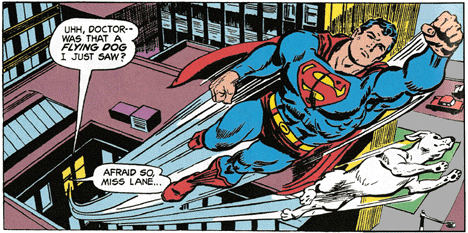 UHH, DOCTOR--
WAS THAT A
FLYING DOG
I JUST SAW?
AFRAID SO,
MISS LANE...
S